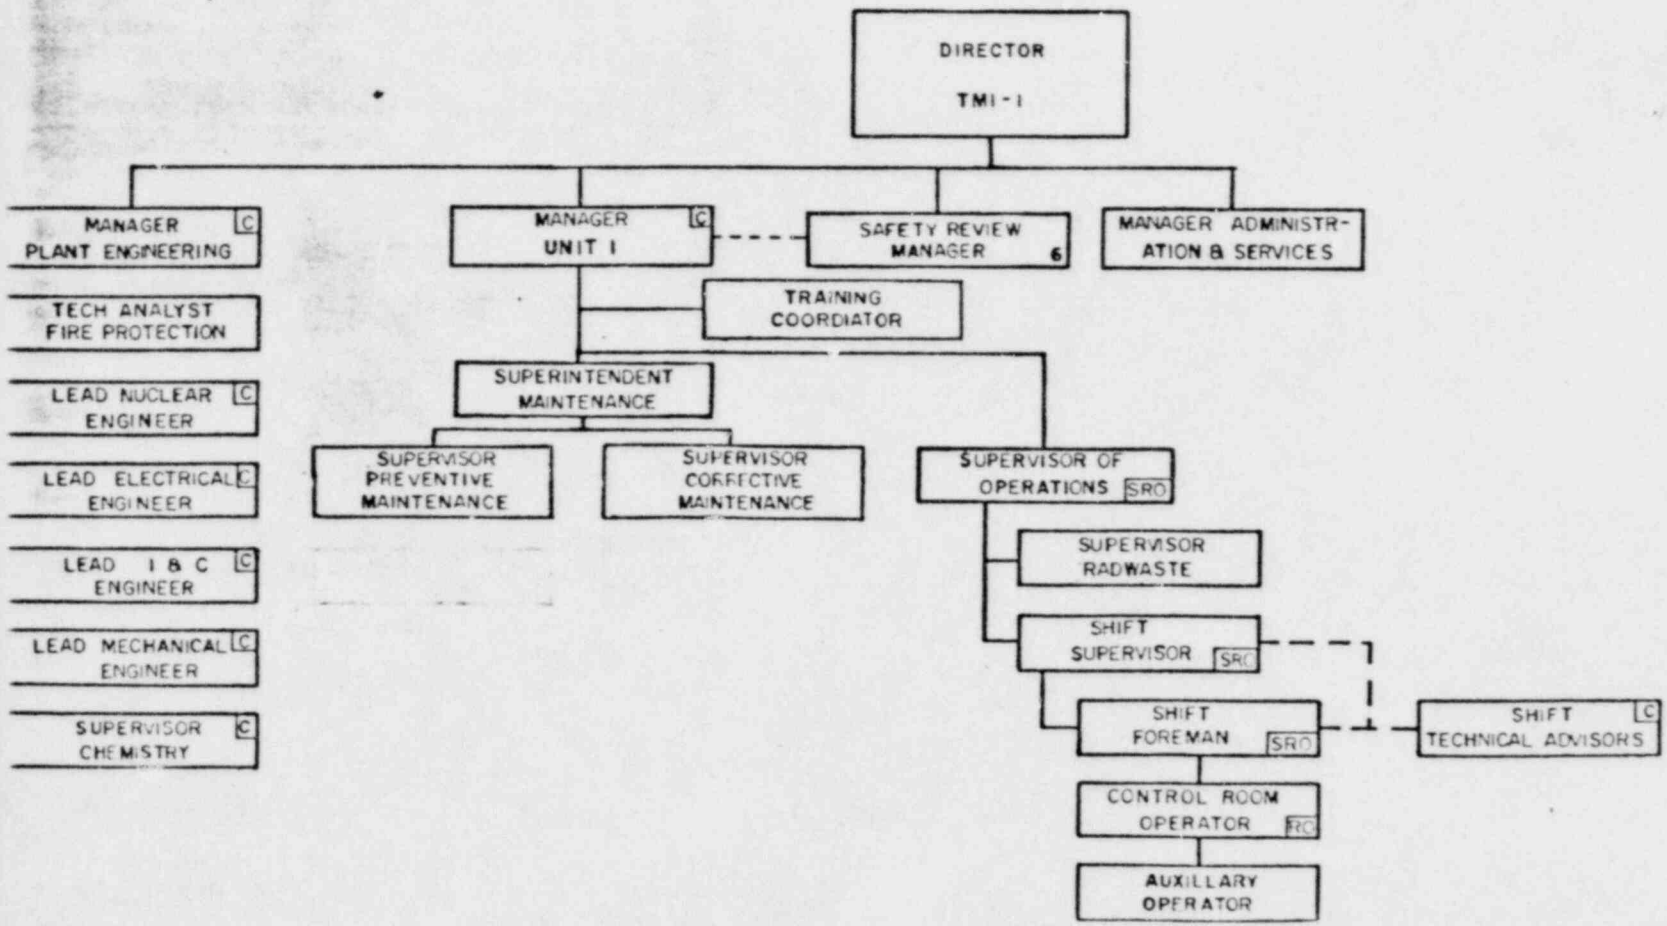 DIRECTOR
TMI-1
MANAGER C
PLANT ENGINEERING
MANAGER C
UNIT 1
SAFETY REVIEW
MANAGER 6
MANAGER ADMINISTR-
ATION & SERVICES
TECH ANALYST
FIRE PROTECTION
TRAINING
COORDIATOR
LEAD NUCLEAR C
ENGINEER
SUPERINTENDENT
MAINTENANCE
LEAD ELECTRICAL C
ENGINEER
SUPERVISOR
PREVENTIVE
MAINTENANCE
SUPERVISOR
CORRECTIVE
MAINTENANCE
SUPERVISOR OF
OPERATIONS SRO
LEAD I & C C
ENGINEER
SUPERVISOR
RADWASTE
LEAD MECHANICAL C
ENGINEER
SHIFT
SUPERVISOR SRO
SUPERVISOR C
CHEMISTRY
SHIFT
FOREMAN SRO
SHIFT C
TECHNICAL ADVISORS
CONTROL ROOM
OPERATOR RO
AUXILLARY
OPERATOR